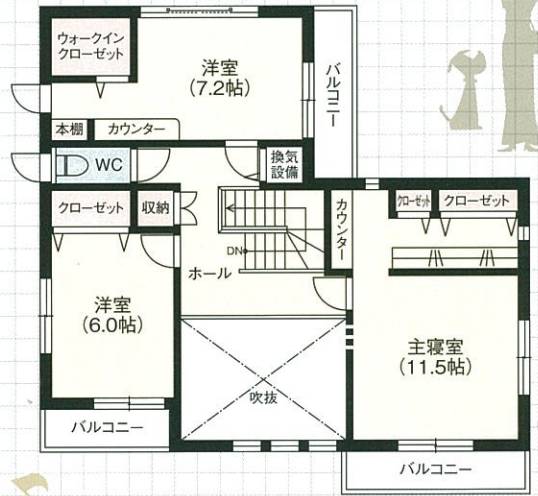 ウォークイン
クローゼット
洋室
(7.2帖)
バルコニー
本棚
カウンター
WC
換気
設備
クローゼット
収納
カウンター
クローゼット
クローゼット
DN
ホール
洋室
(6.0帖)
主寝室
(11.5帖)
吹抜
バルコニー
バルコニー